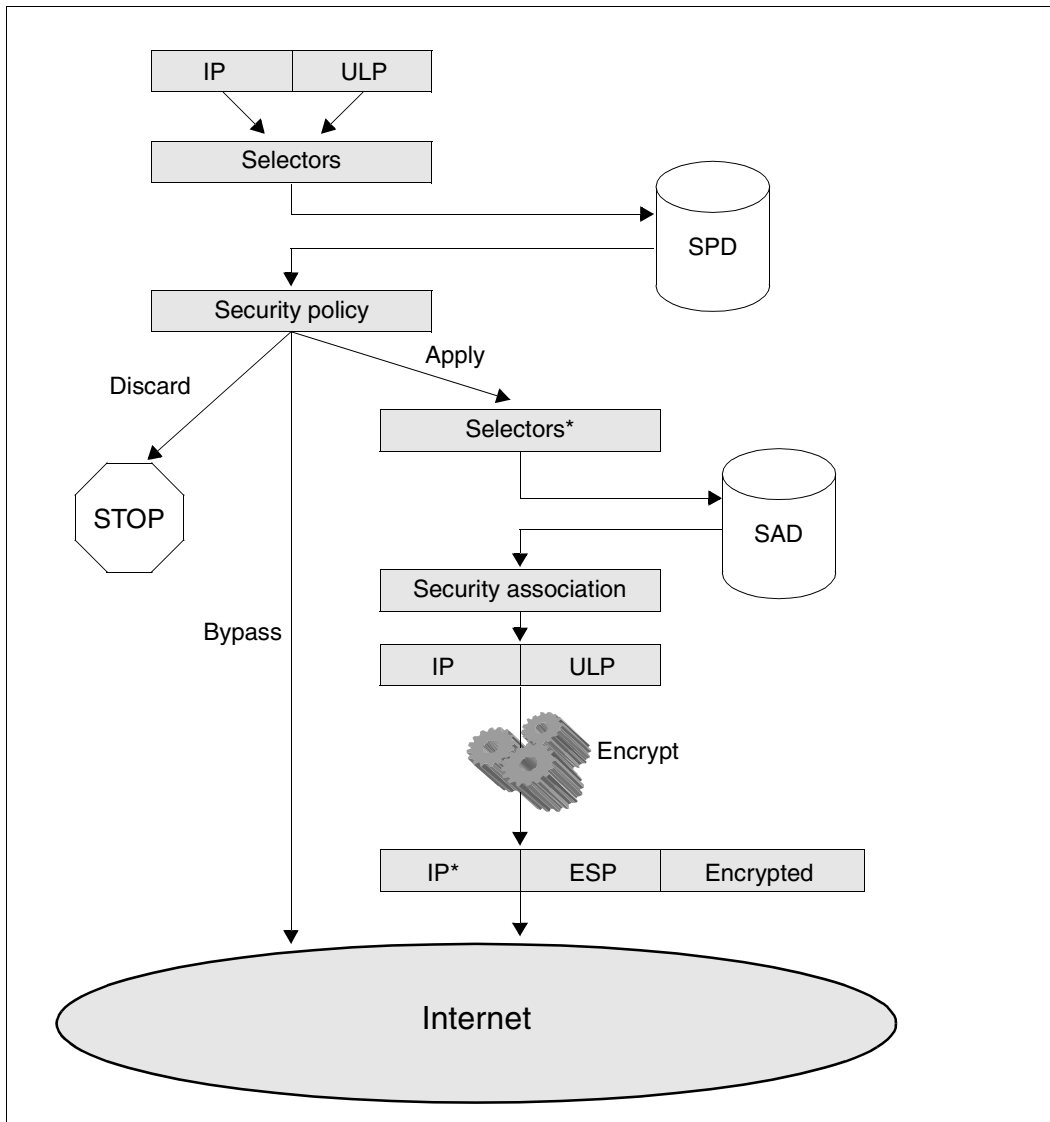 IP ULP
Selectors
SPD
Security policy
Apply
Discard
Selectors*
STOP
SAD
Security association
Bypass
IP ULP
Encrypt
IP* ESP Encrypted
Internet